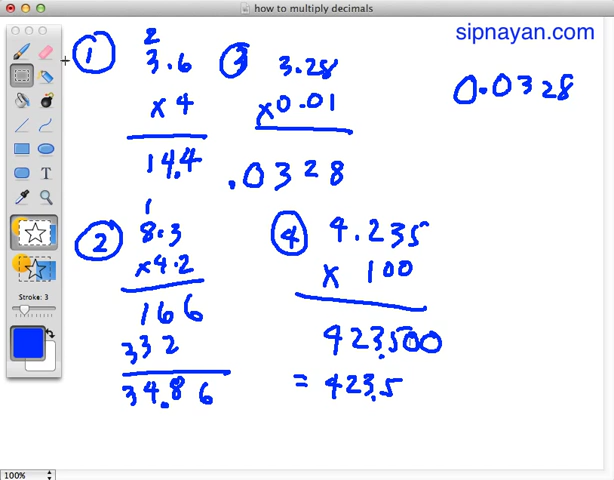 how to multiply decimals
sipnayan.com
1
2
3.6
x 4
14.4
3
3.28
x0.01
.0328
0.0328
2
1
8.3
x4.2
166
332
34.86
4
4.235
x 100
423.500
= 423.5
T
Stroke: 3
100%